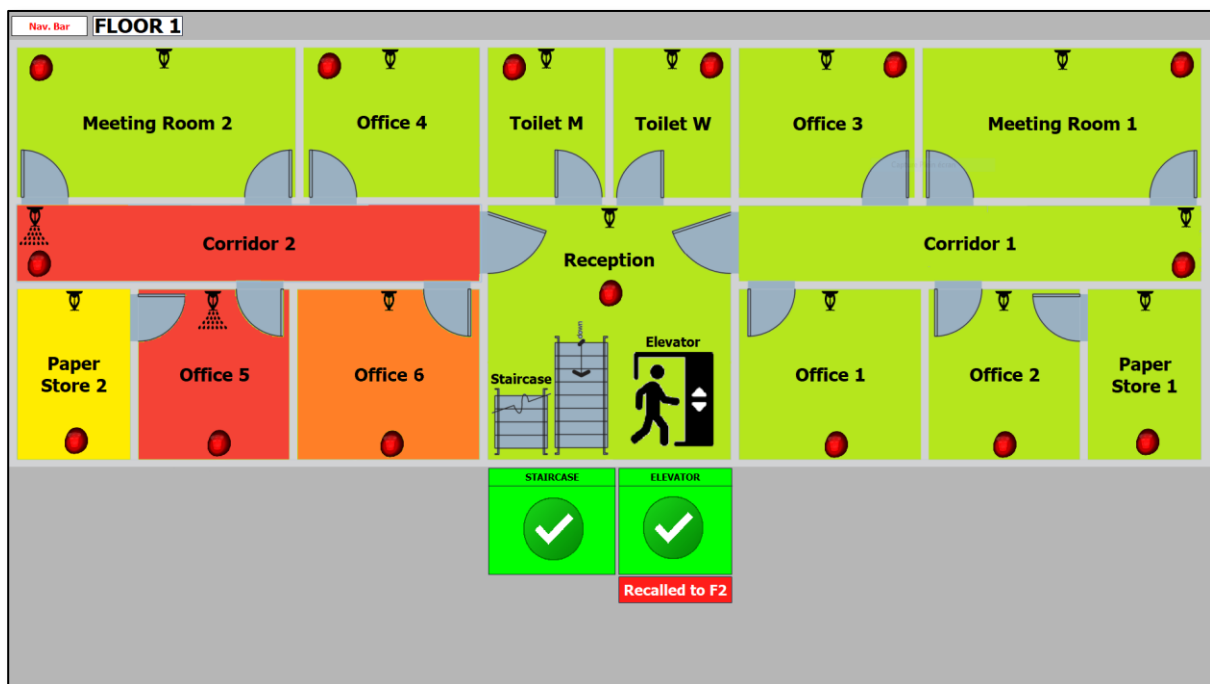 Nav. Bar
FLOOR 1
Meeting Room 2
Office 4
Toilet M
Toilet W
Office 3
Meeting Room 1
Corridor 2
Reception
Corridor 1
down
Elevator
Staircase
Paper
Store 2
Office 5
Office 6
Office 1
Office 2
Paper
Store 1
STAIRCASE
ELEVATOR
Recalled to F2